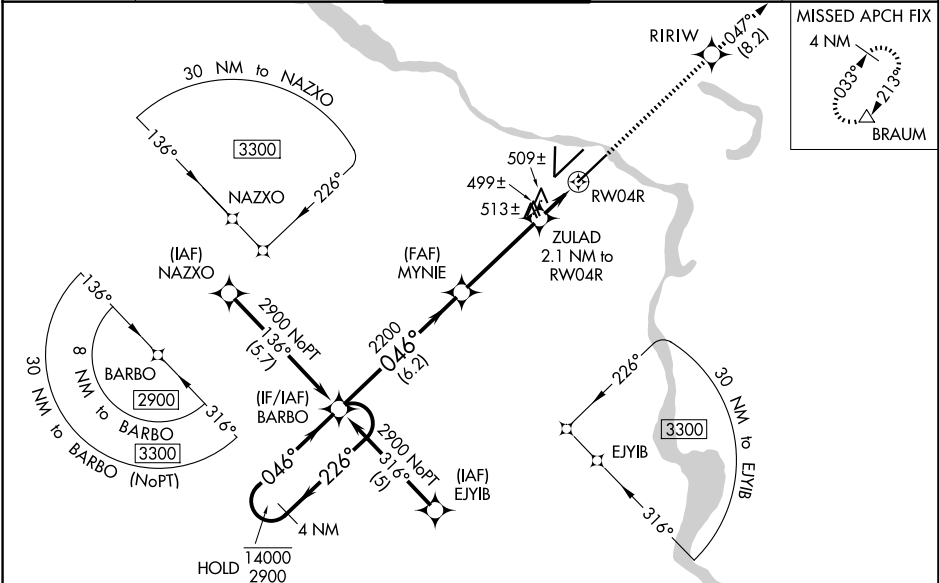 MISSED APCH FIX
4 NM
033°
213°
BRAUM
RIRIW
047°
(8.2)
30 NM to NAZXO
136°
3300
226°
NAZXO
509±
499±
513±
RW04R
ZULAD
2.1 NM to
RW04R
(FAF)
MYNIE
(IAF)
NAZXO
2900 NoPT
136°
(5.7)
2200
046°
(6.2)
136°
BARBO
2900
316°
8 NM to BARBO
3300
30 NM to BARBO (NoPT)
(IF/IAF)
BARBO
046°
226°
2900 NoPT
316°
(5)
(IAF)
EJYIB
4 NM
HOLD
14000
2900
226°
3300
30 NM to EJYIB
EJYIB
316°